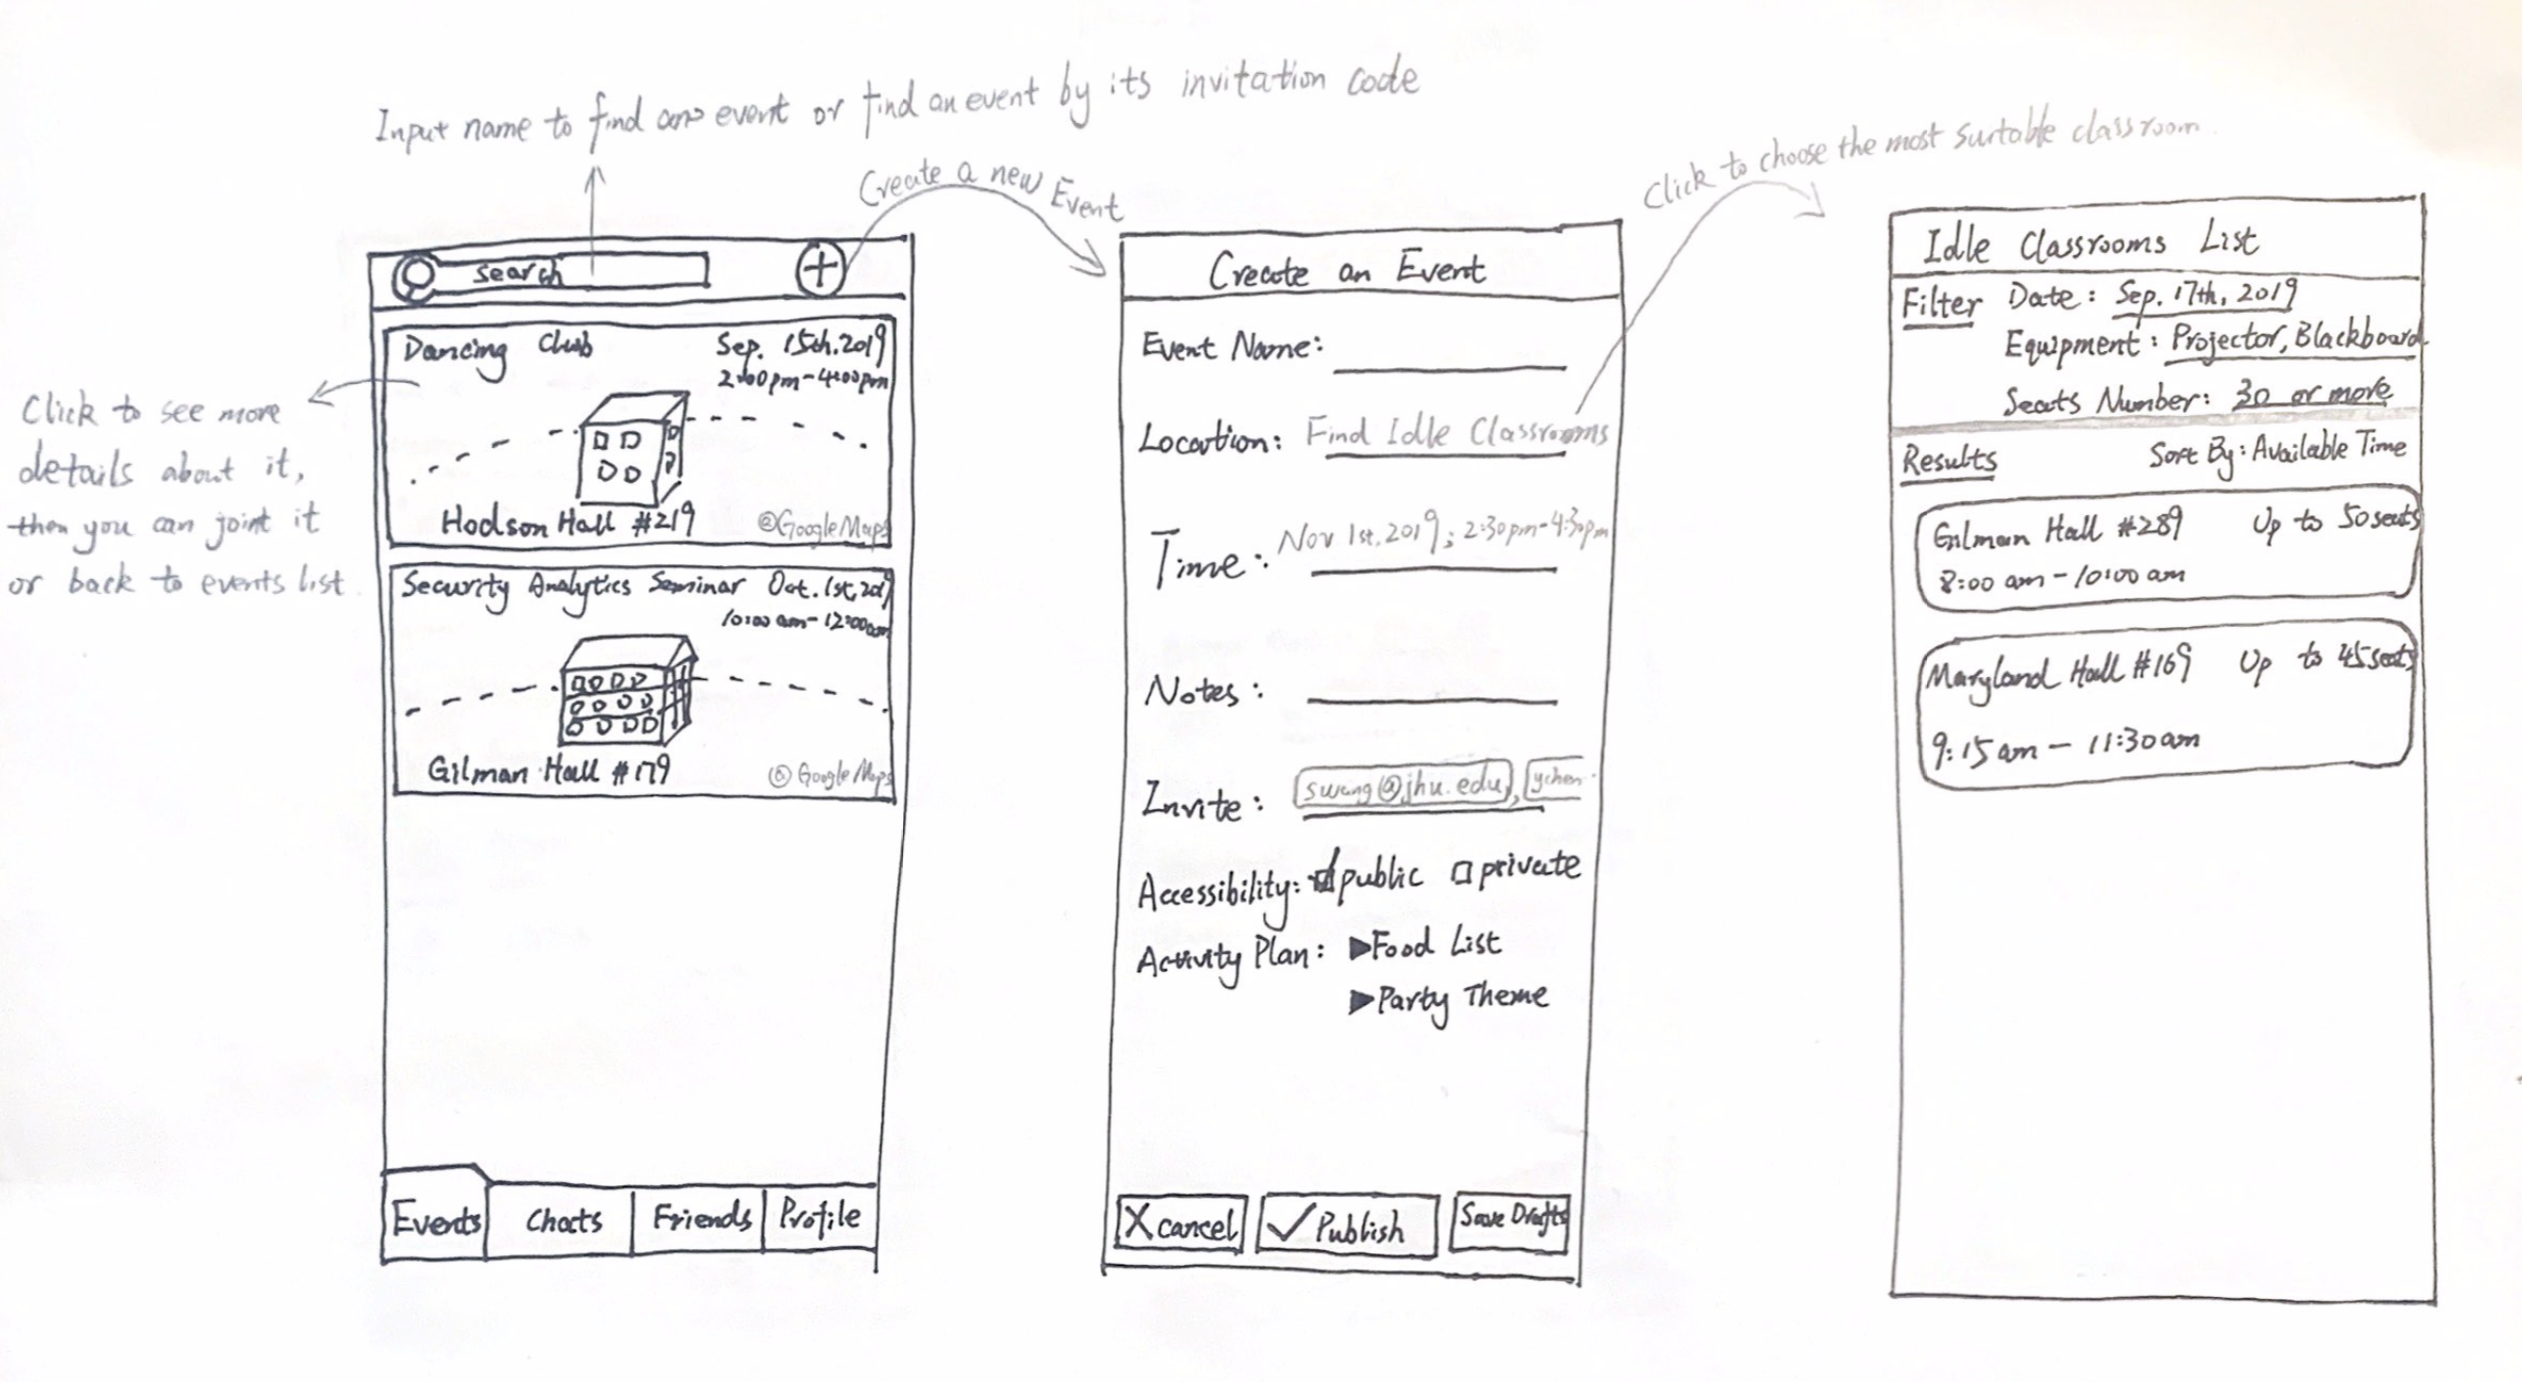 Input name to find an event or find an event by its invitation code
Create a new Event
Click to choose the most suitable classroom.
Click to see more
details about it,
then you can joint it
or back to events list.
search
+
Dancing Club Sep. 15th. 2019
2:00pm-4:00pm
Hodson Hall #219 @GoogleMaps
Security Analytics Seminar Oct. 1st, 2019
10:00 am-12:00am
Gilman Hall #179 @GoogleMaps
Events Chats Friends Profile
Create an Event
Event Name:
Location: Find Idle Classrooms
Time: Nov 1st, 2019; 2:30pm-4:30pm
Notes:
Invite: swang@jhu.edu, ychen
Accessibility: public private
Activity Plan: ▶Food List
▶Party Theme
X cancel ✓Publish Save Drafts
Idle Classrooms List
Filter Date: Sep. 17th, 2019
Equipment: Projector, Blackboard
Seats Number: 30 or more
Results Sort By: Available Time
Gilman Hall #289 Up to 50 seats
8:00 am-10:00 am
Maryland Hall #169 Up to 45 seats
9:15 am - 11:30 am